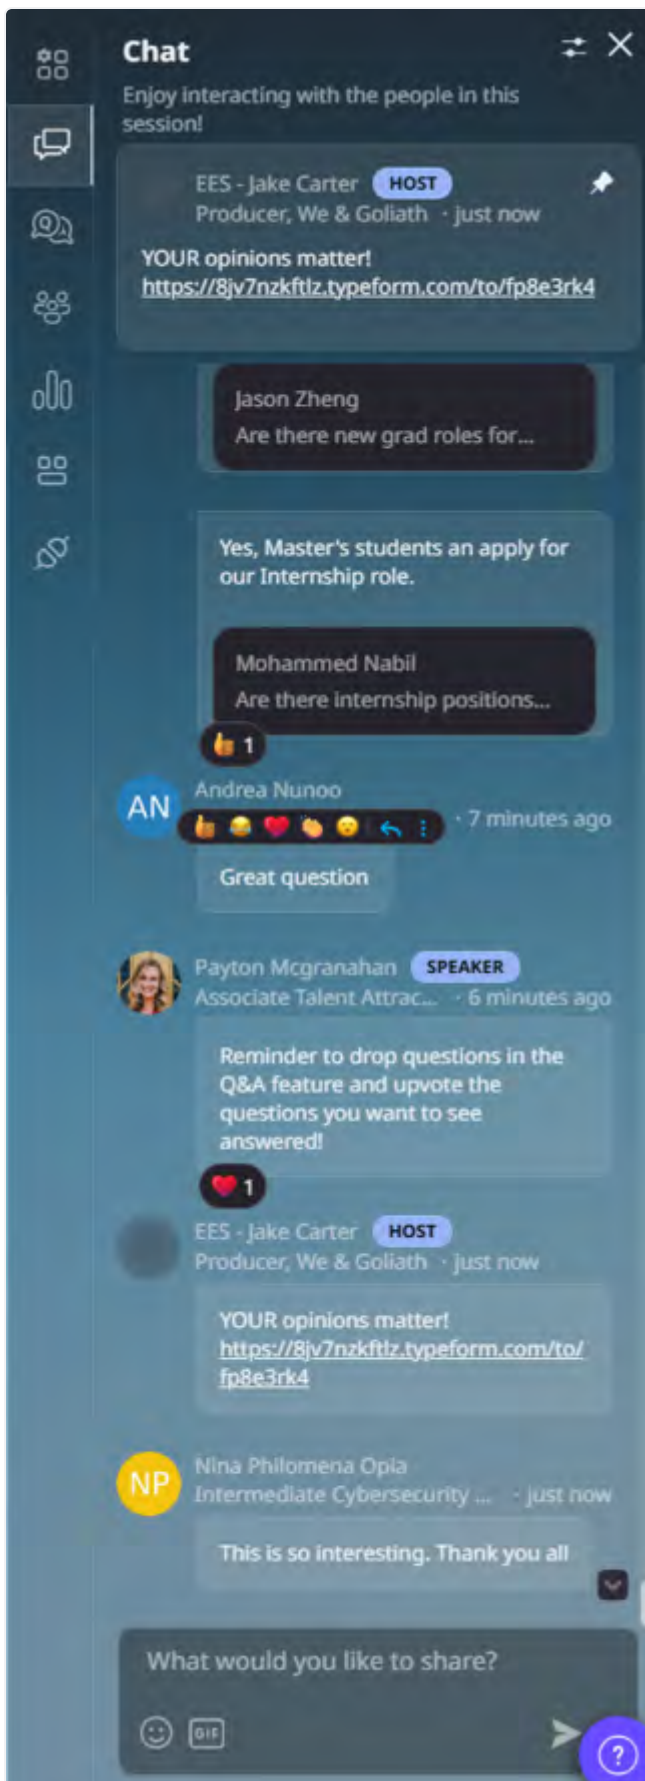 Chat
Enjoy interacting with the people in this
session!
EES - Jake Carter HOST
Producer, We & Goliath · just now
YOUR opinions matter!
https://8jv7nzkftlz.typeform.com/to/fp8e3rk4
Jason Zheng
Are there new grad roles for...
Yes, Master's students an apply for
our Internship role.
Mohammed Nabil
Are there internship positions...
1
AN
Andrea Nunoo
· 7 minutes ago
Great question
Payton Mcgranahan SPEAKER
Associate Talent Attrac... · 6 minutes ago
Reminder to drop questions in the
Q&A feature and upvote the
questions you want to see
answered!
1
EES - Jake Carter HOST
Producer, We & Goliath · just now
YOUR opinions matter!
https://8jv7nzkftlz.typeform.com/to/
fp8e3rk4
NP
Nina Philomena Opia
Intermediate Cybersecurity ... · just now
This is so interesting. Thank you all
What would you like to share?
GIF
?